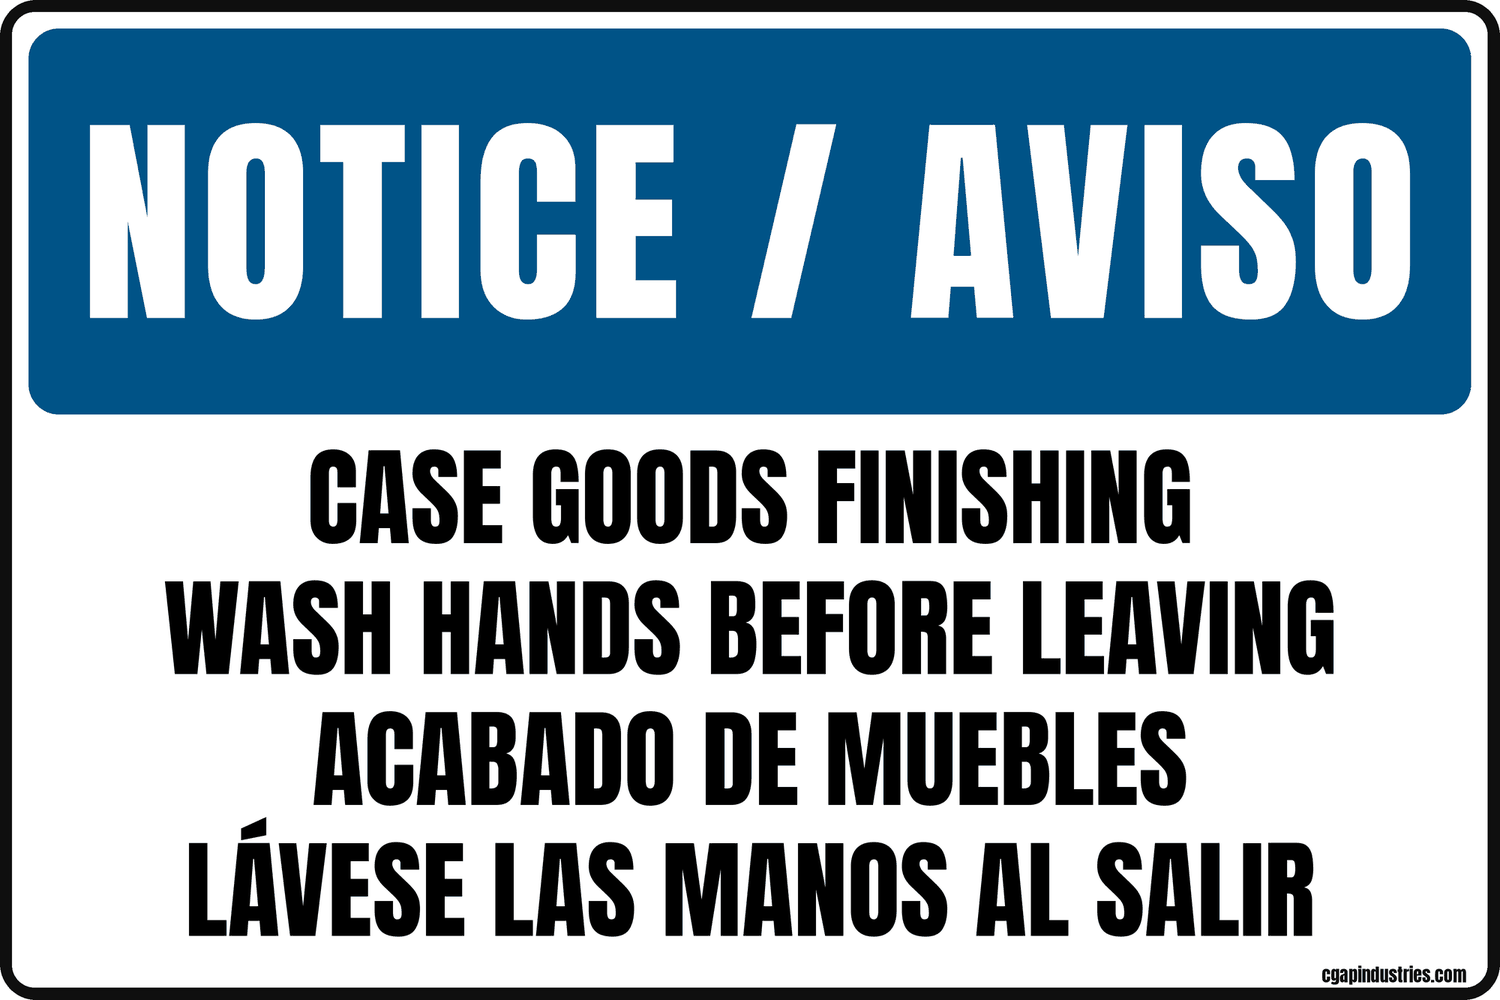 NOTICE / AVISO
CASE GOODS FINISHING
WASH HANDS BEFORE LEAVING
ACABADO DE MUEBLES
LÁVESE LAS MANOS AL SALIR
cgapindustries.com